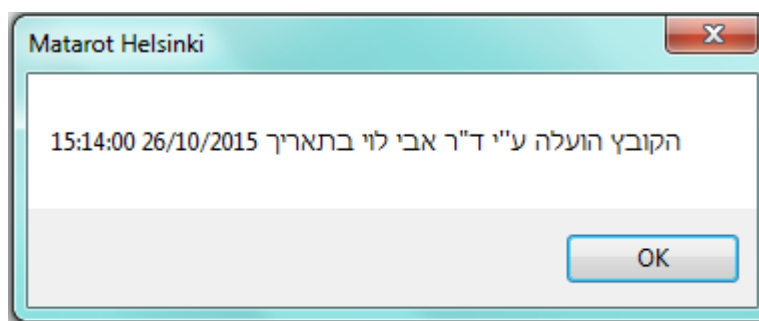 Matarot Helsinki
הקובץ הועלה ע''י ד"ר אבי לוי בתאריך 26/10/2015 15:14:00
OK